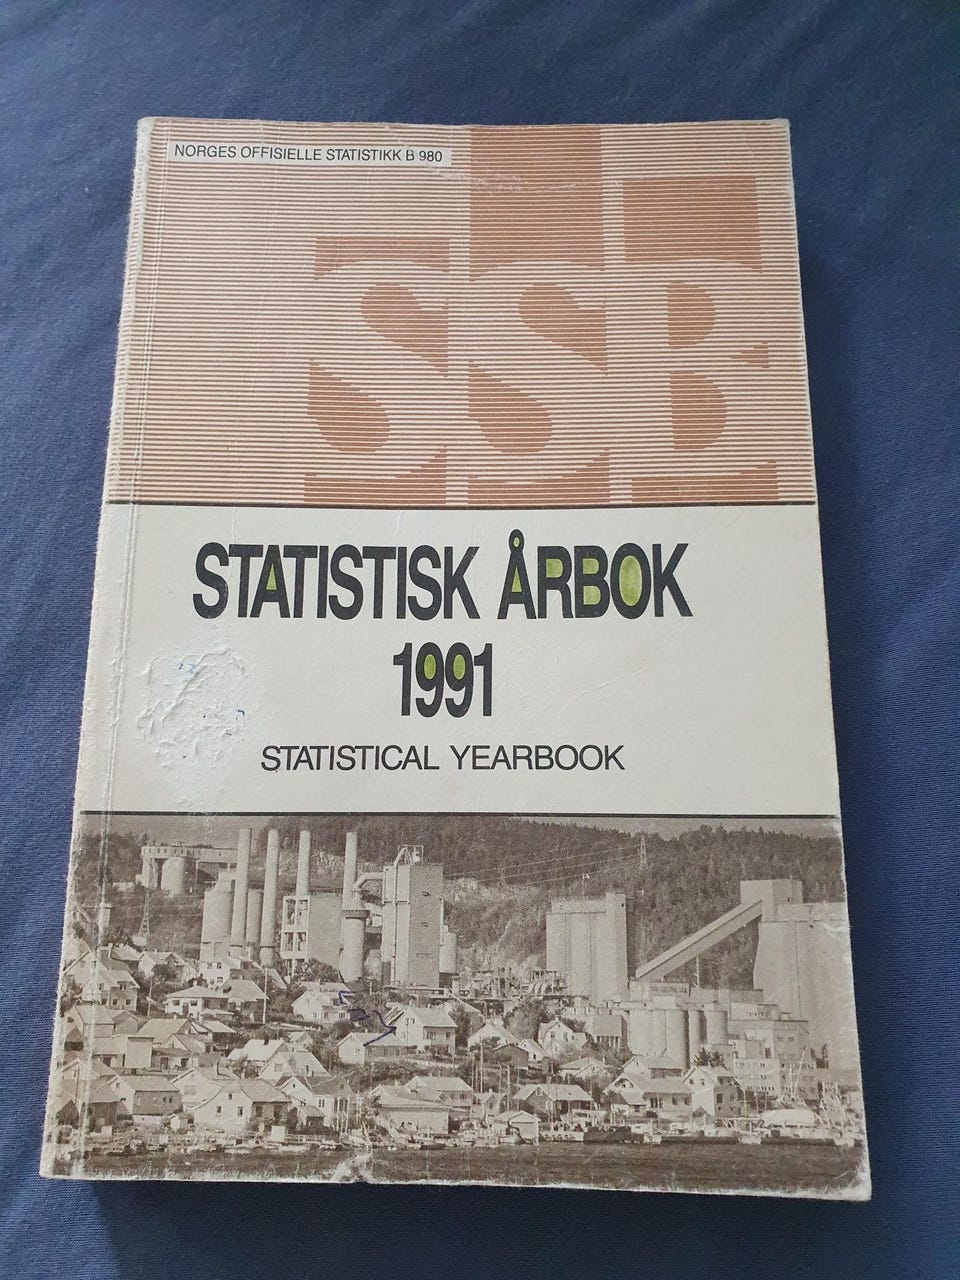 NORGES OFFISIELLE STATISTIKK B 980
SSB
STATISTISK ÅRBOK
1991
STATISTICAL YEARBOOK